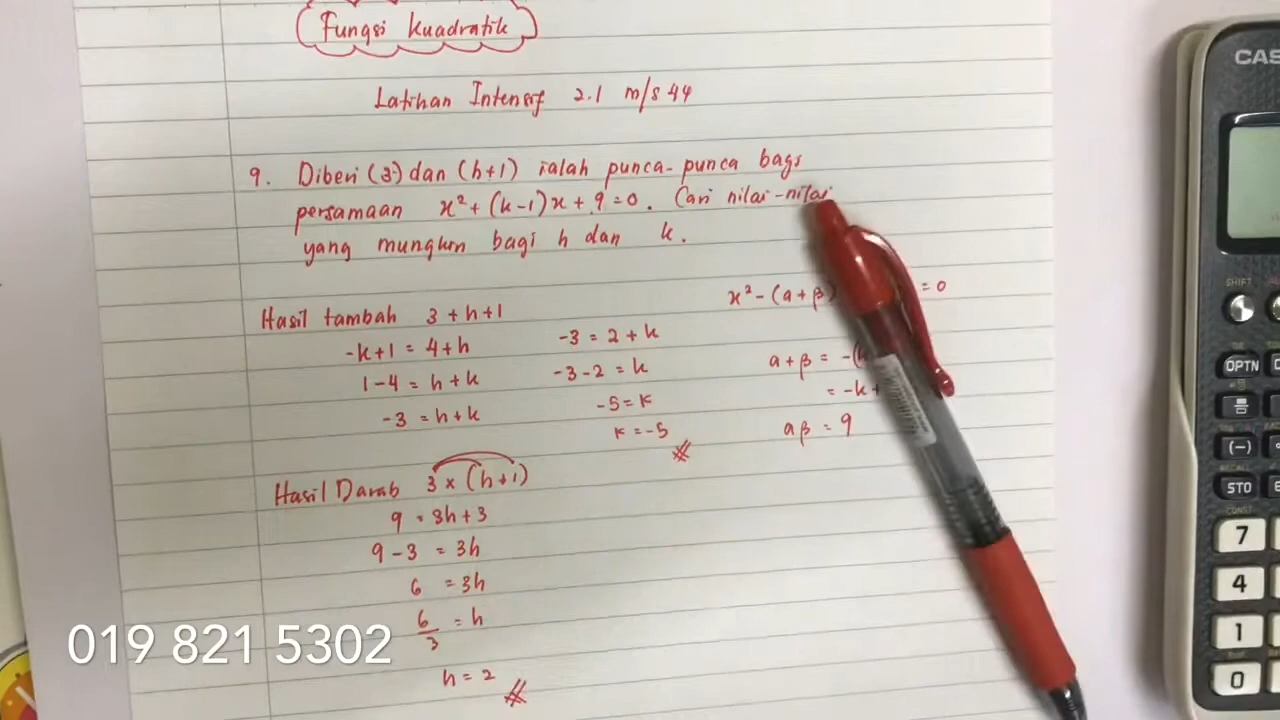 Fungsi Kuadratik
Latihan Intensif 2.1 m/s 44
9. Diberi (3) dan (h+1) ialah punca-punca bagi
persamaan x² + (k-1)x + 9 = 0. Cari nilai-nilai
yang mungkin bagi h dan k.
Hasil tambah 3 + h + 1
-k+1 = 4+h
1-4 = h+k
-3 = h+k
-3 = 2+k
-3-2 = k
-5 = k
k = -5
x² - (α+β) = 0
α+β = -(
= -k+
αβ = 9
Hasil Darab 3 × (h+1)
9 = 3h+3
9-3 = 3h
6 = 3h
6/3 = h
h = 2
019 821 5302
CAS
SHIFT
OPTN
(-)
STO
7
4
1
0